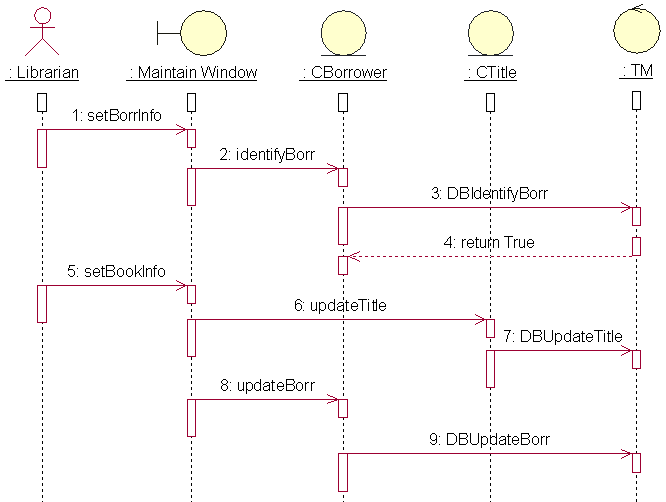 : Librarian
: Maintain Window
: CBorrower
: CTitle
: TM
1: setBorrInfo
2: identifyBorr
3: DBIdentifyBorr
4: return True
5: setBookInfo
6: updateTitle
7: DBUpdateTitle
8: updateBorr
9: DBUpdateBorr